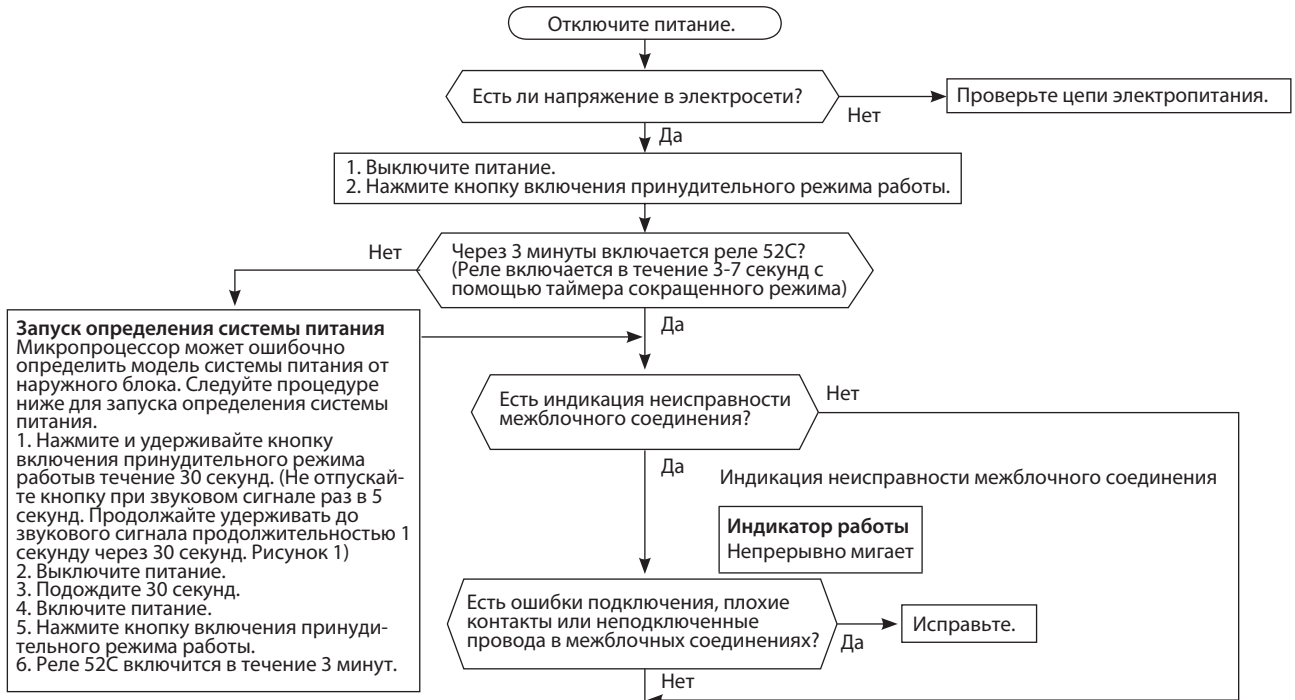 Отключите питание.
Есть ли напряжение в электросети?
Нет
Проверьте цепи электропитания.
Да
1. Выключите питание.
2. Нажмите кнопку включения принудительного режима работы.
Нет
Через 3 минуты включается реле 52С?
(Реле включается в течение 3-7 секунд с
помощью таймера сокращенного режима)
Да
Запуск определения системы питания
Микропроцессор может ошибочно
определить модель системы питания от
наружного блока. Следуйте процедуре
ниже для запуска определения системы
питания.
1. Нажмите и удерживайте кнопку
включения принудительного режима
работыв течение 30 секунд. (Не отпускай-
те кнопку при звуковом сигнале раз в 5
секунд. Продолжайте удерживать до
звукового сигнала продолжительностью 1
секунду через 30 секунд. Рисунок 1)
2. Выключите питание.
3. Подождите 30 секунд.
4. Включите питание.
5. Нажмите кнопку включения принуди-
тельного режима работы.
6. Реле 52С включится в течение 3 минут.
Есть индикация неисправности
межблочного соединения?
Нет
Да
Индикация неисправности межблочного соединения
Индикатор работы
Непрерывно мигает
Есть ошибки подключения, плохие
контакты или неподключенные
провода в межблочных соединениях?
Да
Исправьте.
Нет